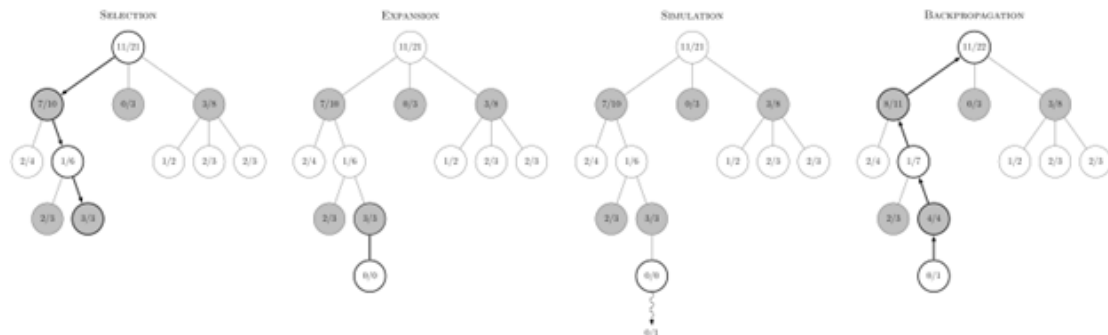 SELECTION
11/21
7/10 0/3 3/8
2/4 1/6 1/2 2/3 2/3
2/3 3/3
EXPANSION
11/21
7/10 0/3 3/8
2/4 1/6 1/2 2/3 2/3
2/3 3/3
0/0
SIMULATION
11/21
7/10 0/3 3/8
2/4 1/6 1/2 2/3 2/3
2/3 3/3
0/0
0/1
BACKPROPAGATION
11/22
8/11 0/3 3/8
2/4 1/7 1/2 2/3 2/3
2/3 4/4
0/1